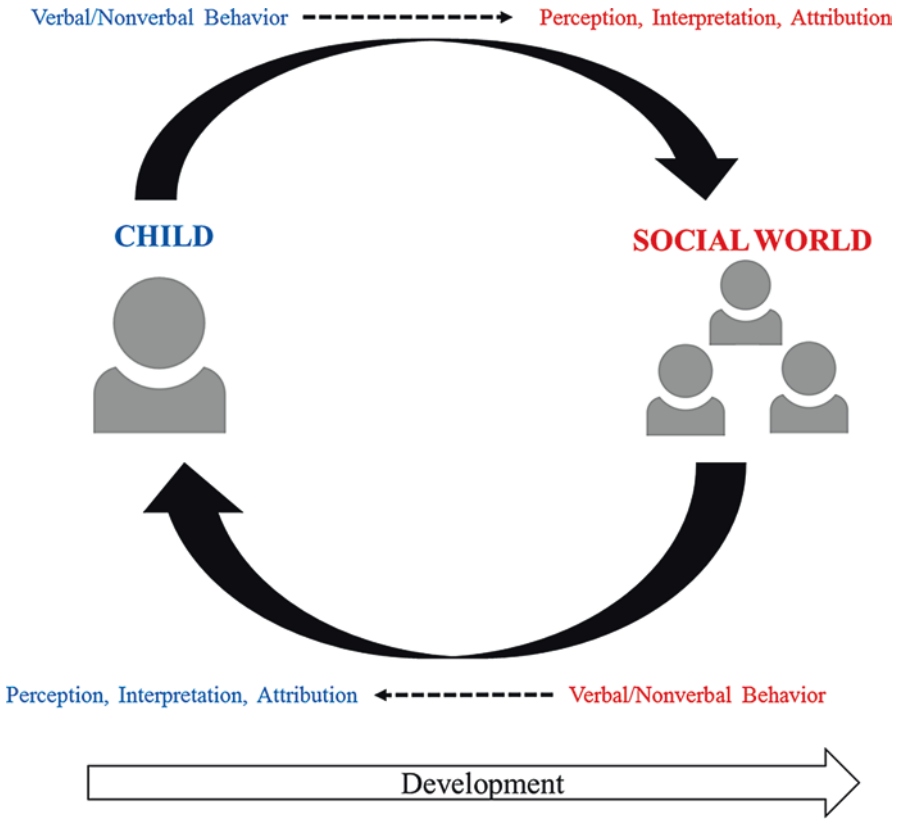 Verbal/Nonverbal Behavior
Perception, Interpretation, Attribution
CHILD
SOCIAL WORLD
Perception, Interpretation, Attribution
Verbal/Nonverbal Behavior
Development